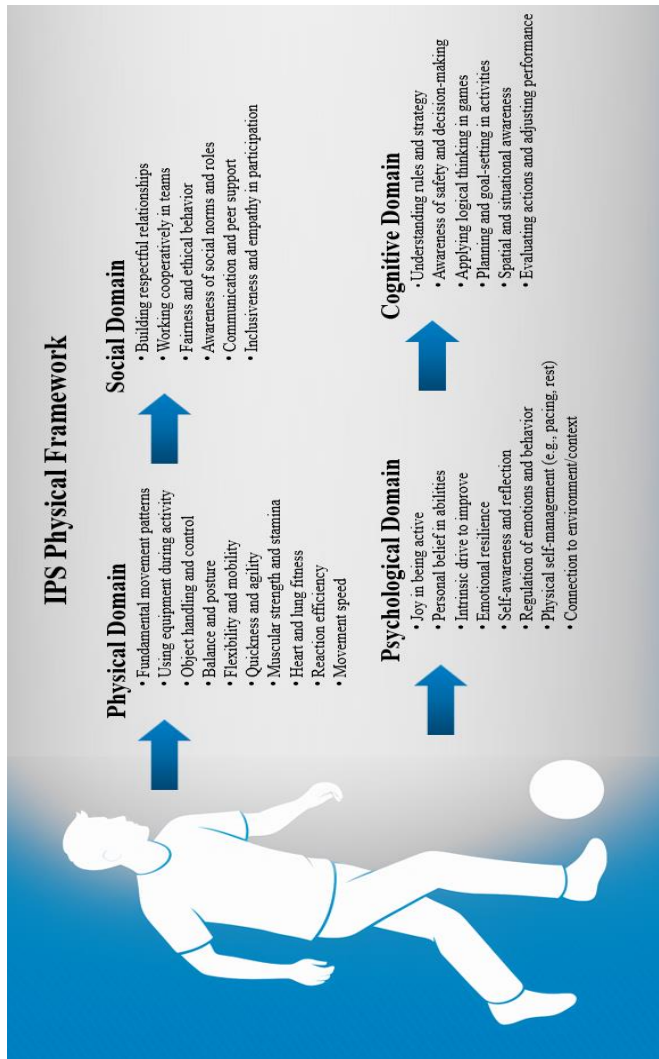 IPS Physical Framework
Physical Domain
• Fundamental movement patterns
• Using equipment during activity
• Object handling and control
• Balance and posture
• Flexibility and mobility
• Quickness and agility
• Muscular strength and stamina
• Heart and lung fitness
• Reaction efficiency
• Movement speed
Social Domain
• Building respectful relationships
• Working cooperatively in teams
• Fairness and ethical behavior
• Awareness of social norms and roles
• Communication and peer support
• Inclusiveness and empathy in participation
Psychological Domain
• Joy in being active
• Personal belief in abilities
• Intrinsic drive to improve
• Emotional resilience
• Self-awareness and reflection
• Regulation of emotions and behavior
• Physical self-management (e.g., pacing, rest)
• Connection to environment/context
Cognitive Domain
• Understanding rules and strategy
• Awareness of safety and decision-making
• Applying logical thinking in games
• Planning and goal-setting in activities
• Spatial and situational awareness
• Evaluating actions and adjusting performance